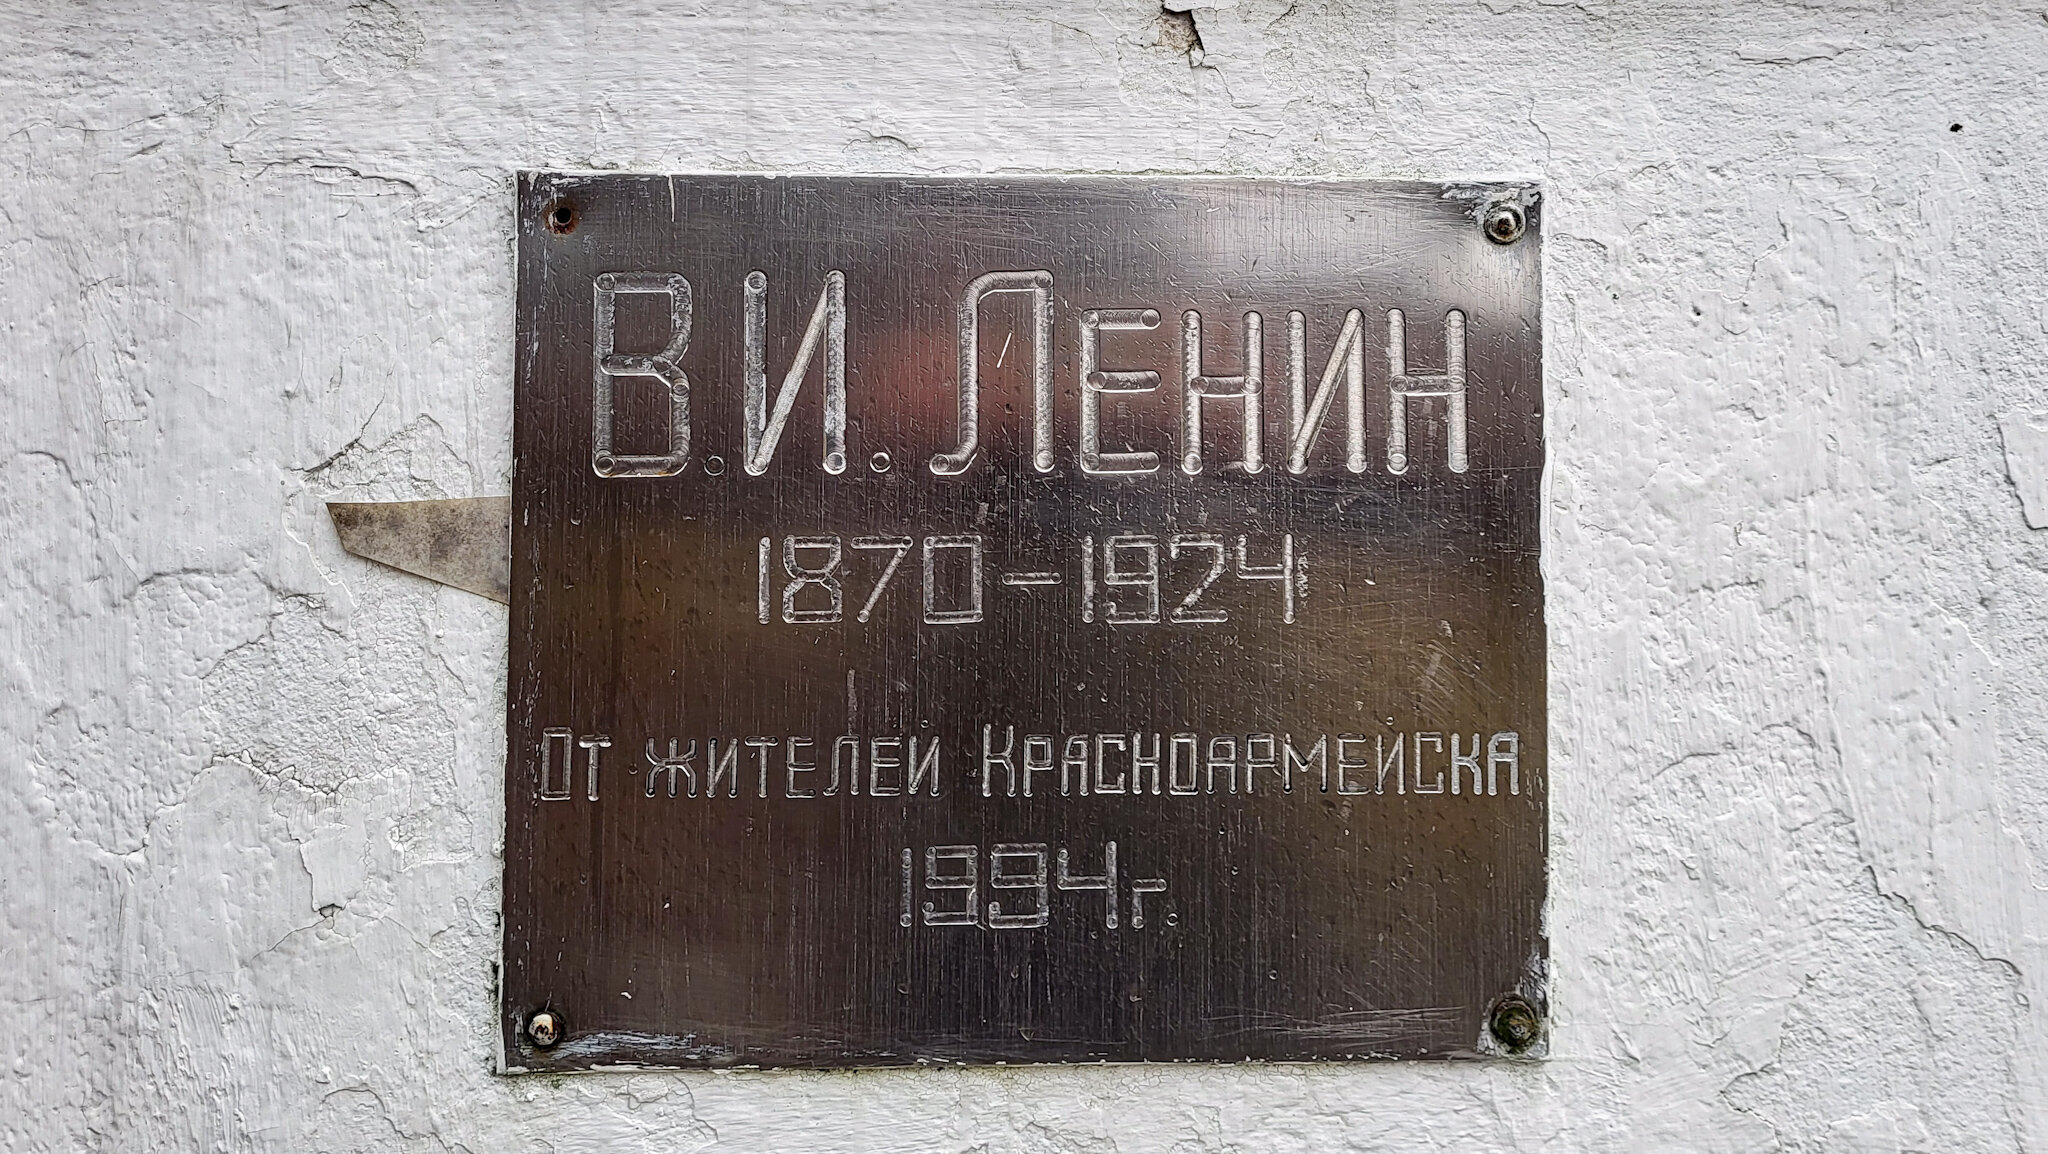 В.И. Ленин
1870-1924
От жителей Красноармейска
1994г.